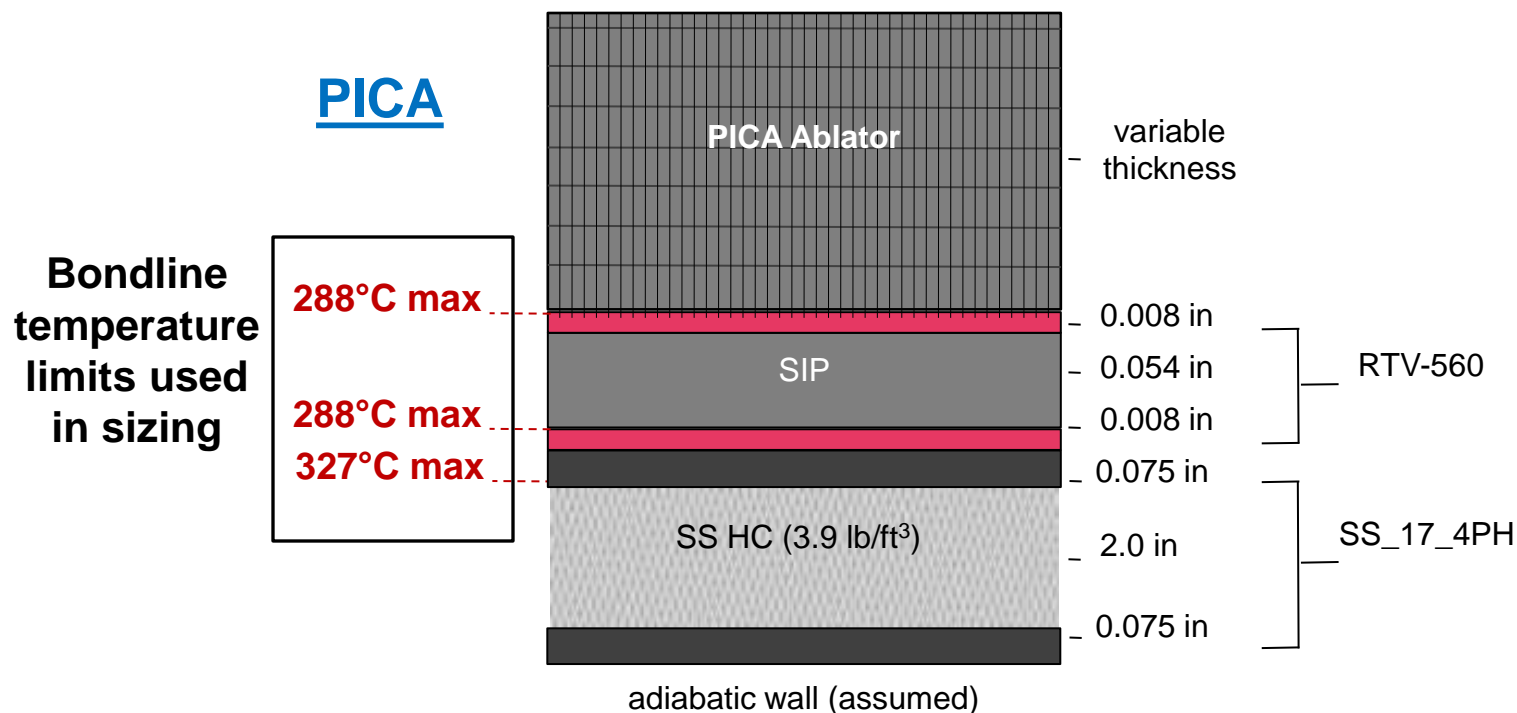 PICA
PICA Ablator
variable
thickness
Bondline
temperature
limits used
in sizing
288°C max
288°C max
327°C max
0.008 in
SIP
0.054 in
0.008 in
RTV-560
0.075 in
SS HC (3.9 lb/ft³)
2.0 in
SS_17_4PH
0.075 in
adiabatic wall (assumed)